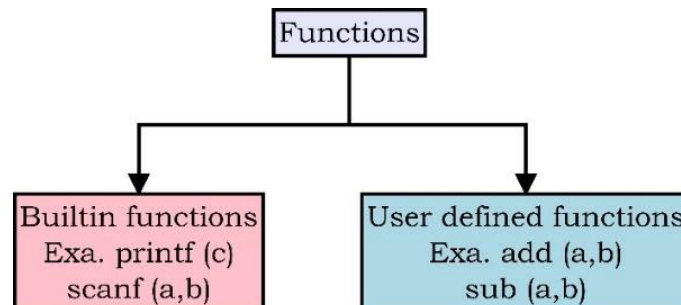 Functions
Builtin functions
Exa. printf (c)
scanf (a,b)
User defined functions
Exa. add (a,b)
sub (a,b)